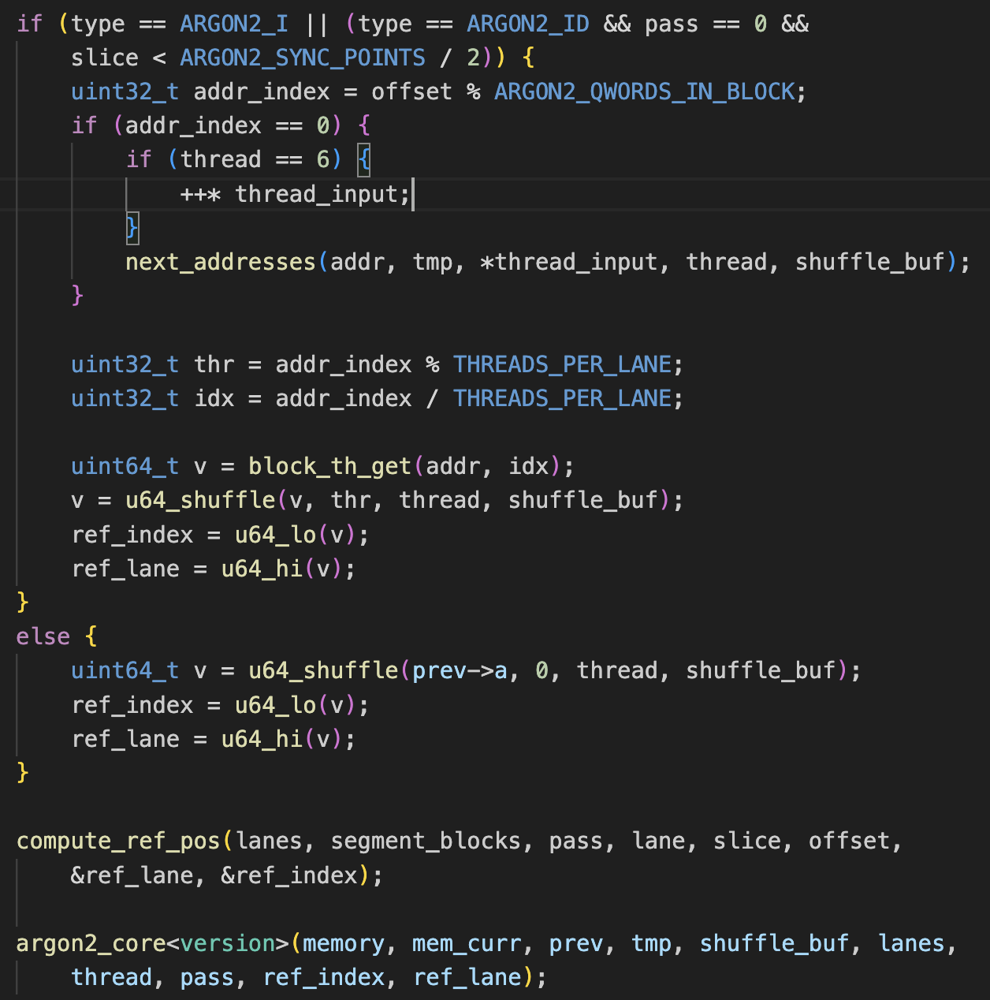 if (type == ARGON2_I || (type == ARGON2_ID && pass == 0 &&
    slice < ARGON2_SYNC_POINTS / 2)) {
    uint32_t addr_index = offset % ARGON2_QWORDS_IN_BLOCK;
    if (addr_index == 0) {
        if (thread == 6) {
            ++* thread_input;
        }
        next_addresses(addr, tmp, *thread_input, thread, shuffle_buf);
    }

    uint32_t thr = addr_index % THREADS_PER_LANE;
    uint32_t idx = addr_index / THREADS_PER_LANE;

    uint64_t v = block_th_get(addr, idx);
    v = u64_shuffle(v, thr, thread, shuffle_buf);
    ref_index = u64_lo(v);
    ref_lane = u64_hi(v);
}
else {
    uint64_t v = u64_shuffle(prev->a, 0, thread, shuffle_buf);
    ref_index = u64_lo(v);
    ref_lane = u64_hi(v);
}

compute_ref_pos(lanes, segment_blocks, pass, lane, slice, offset,
    &ref_lane, &ref_index);

argon2_core<version>(memory, mem_curr, prev, tmp, shuffle_buf, lanes,
    thread, pass, ref_index, ref_lane);